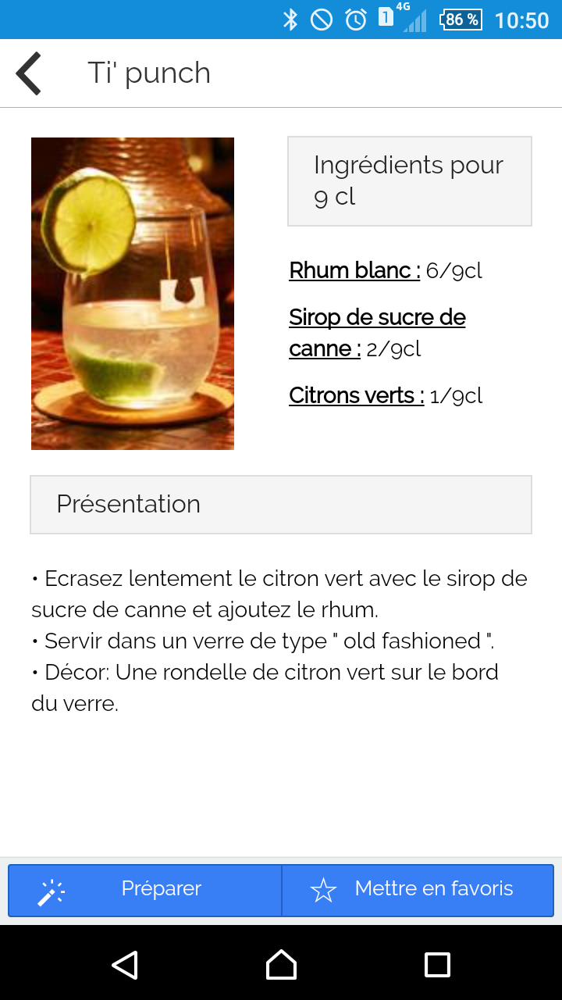 1 4G 86 % 10:50
Ti' punch
Ingrédients pour
9 cl
Rhum blanc : 6/9cl
Sirop de sucre de
canne : 2/9cl
Citrons verts : 1/9cl
Présentation
• Ecrasez lentement le citron vert avec le sirop de
sucre de canne et ajoutez le rhum.
• Servir dans un verre de type " old fashioned ".
• Décor: Une rondelle de citron vert sur le bord
du verre.
Préparer
Mettre en favoris